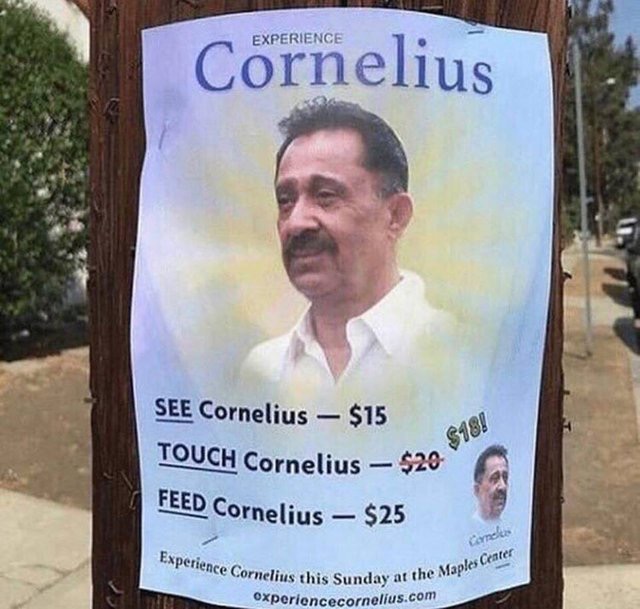 EXPERIENCE
Cornelius
SEE Cornelius — $15
TOUCH Cornelius — $20 $18!
FEED Cornelius — $25
Cornelius
Experience Cornelius this Sunday at the Maples Center
experiencecornelius.com